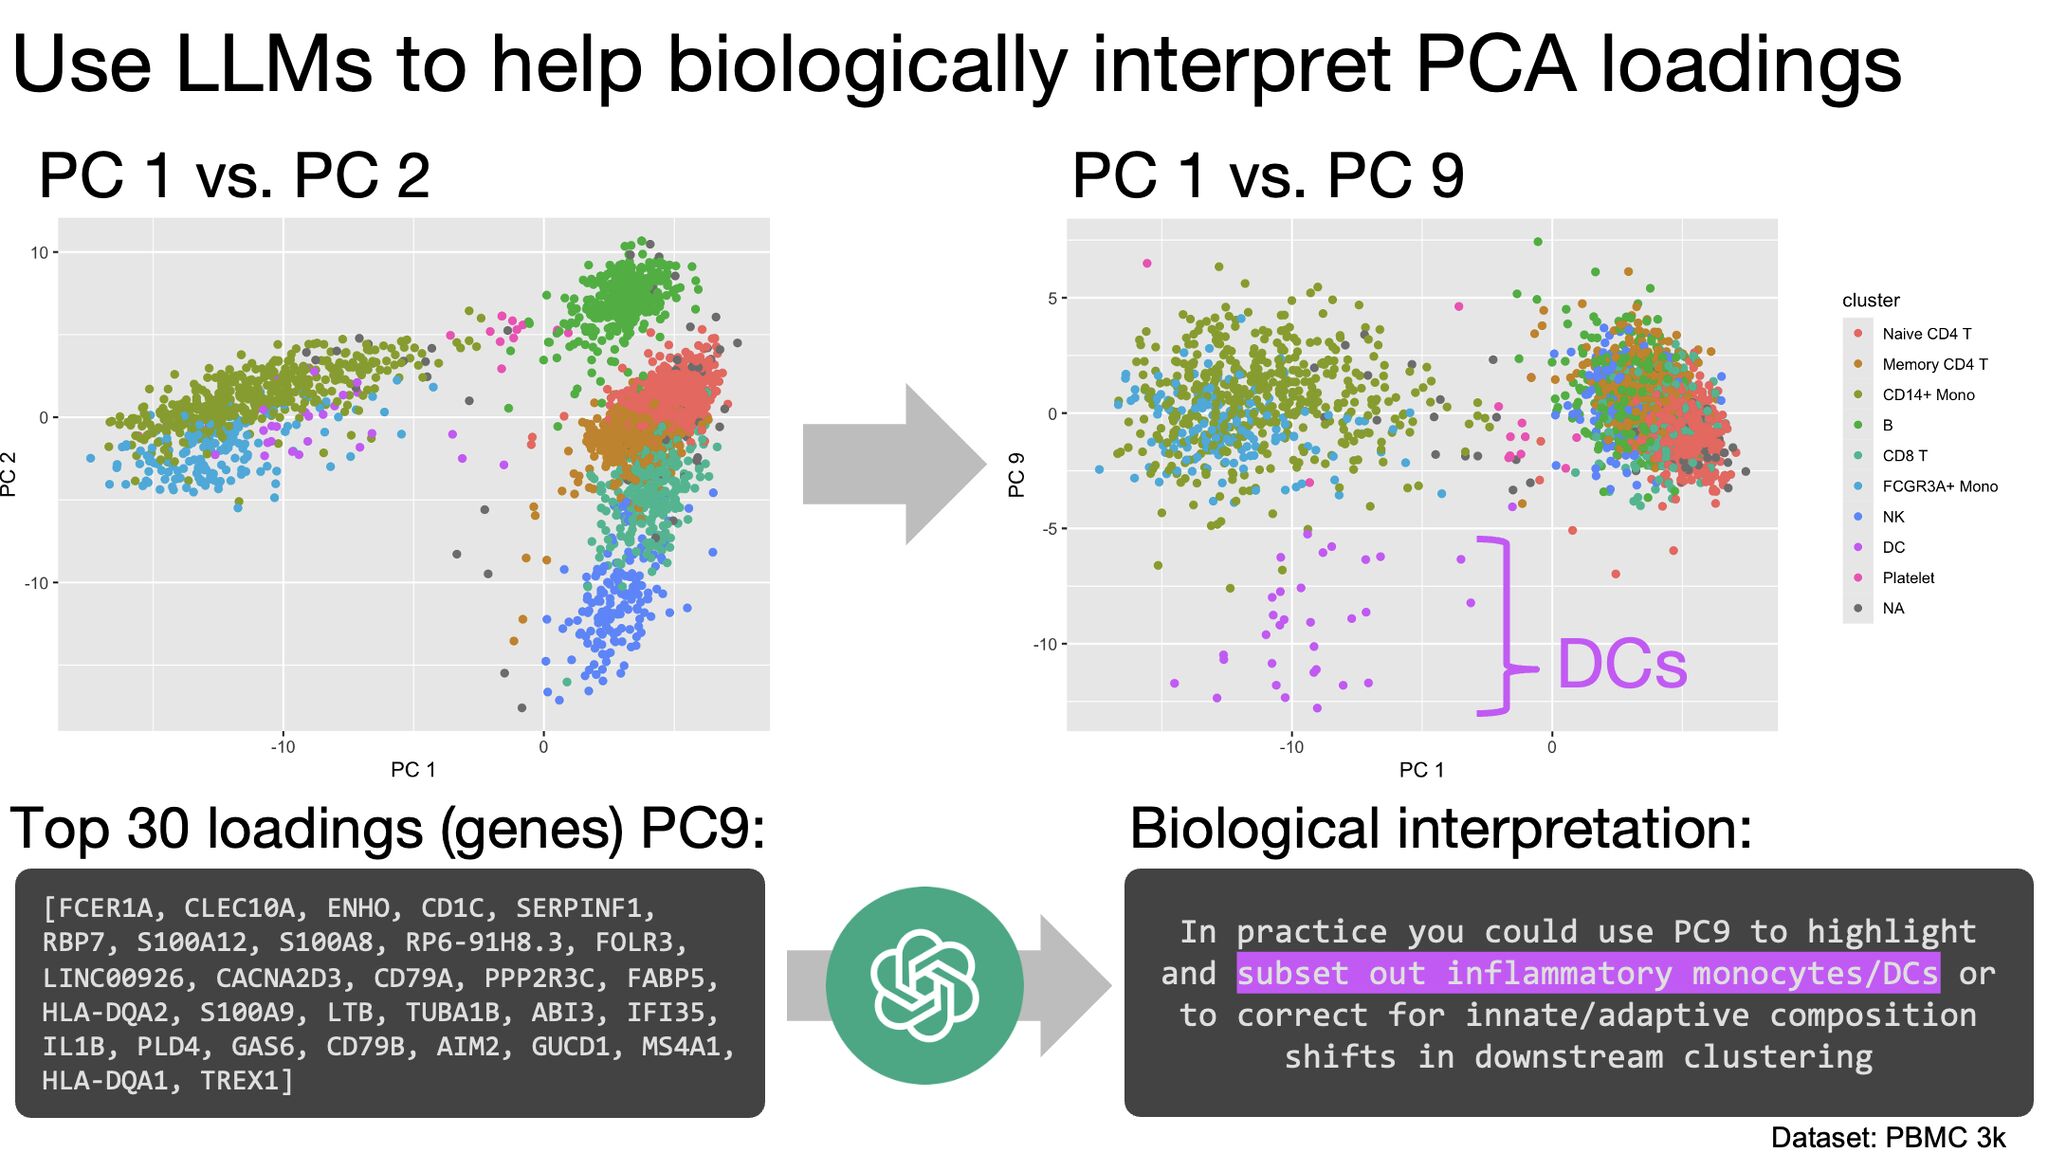 Use LLMs to help biologically interpret PCA loadings
PC 1 vs. PC 2
PC 1 vs. PC 9
10
0
-10
PC 2
-10
0
PC 1
5
0
-5
-10
PC 9
-10
0
PC 1
DCs
cluster
Naive CD4 T
Memory CD4 T
CD14+ Mono
B
CD8 T
FCGR3A+ Mono
NK
DC
Platelet
NA
Top 30 loadings (genes) PC9:
[FCER1A, CLEC10A, ENHO, CD1C, SERPINF1,
RBP7, S100A12, S100A8, RP6-91H8.3, FOLR3,
LINC00926, CACNA2D3, CD79A, PPP2R3C, FABP5,
HLA-DQA2, S100A9, LTB, TUBA1B, ABI3, IFI35,
IL1B, PLD4, GAS6, CD79B, AIM2, GUCD1, MS4A1,
HLA-DQA1, TREX1]
Biological interpretation:
In practice you could use PC9 to highlight
and subset out inflammatory monocytes/DCs or
to correct for innate/adaptive composition
shifts in downstream clustering
Dataset: PBMC 3k